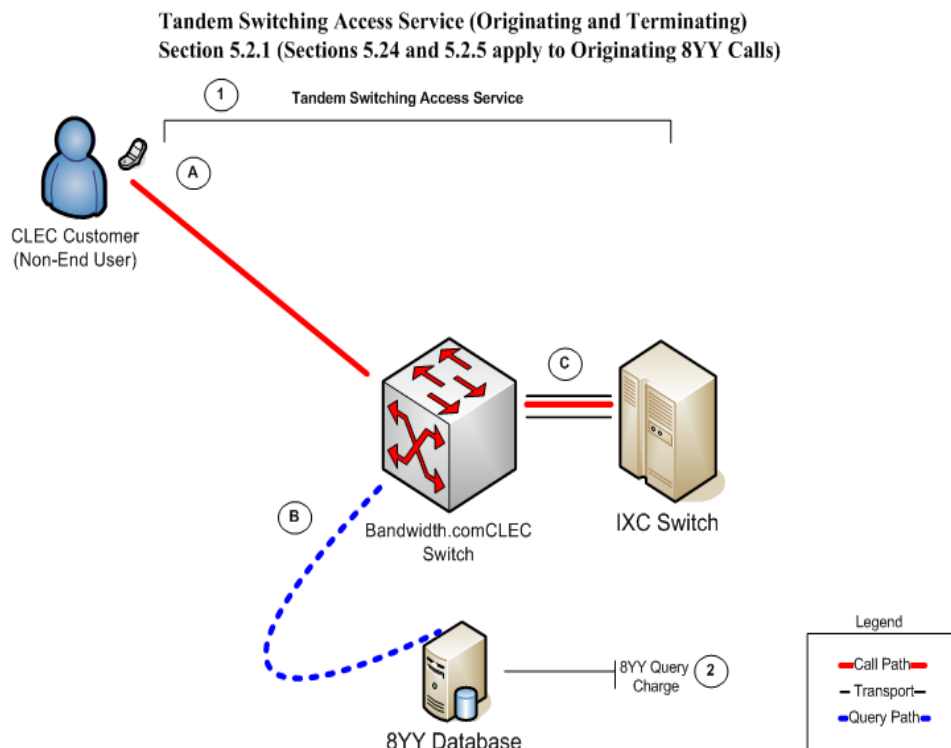 Tandem Switching Access Service (Originating and Terminating)
Section 5.2.1 (Sections 5.24 and 5.2.5 apply to Originating 8YY Calls)
1
Tandem Switching Access Service
A
CLEC Customer
(Non-End User)
C
B
Bandwidth.comCLEC
Switch
IXC Switch
8YY Query
Charge
2
8YY Database
Legend
Call Path
Transport
Query Path